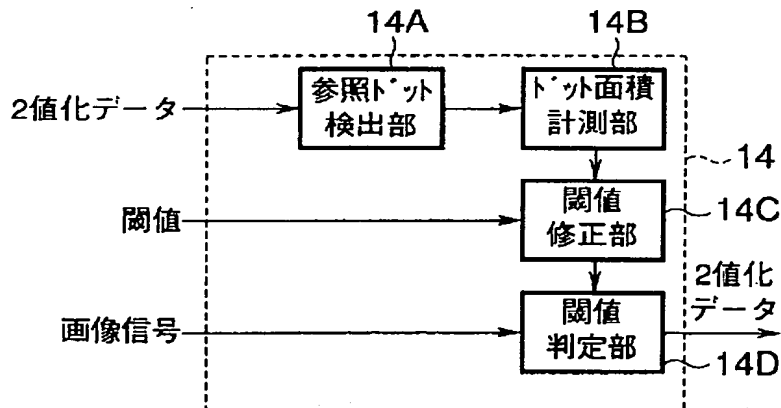 14A
14B
2値化データ
参照ドット
検出部
ドット面積
計測部
14
閾値
閾値
修正部
14C
2値化
データ
画像信号
閾値
判定部
14D